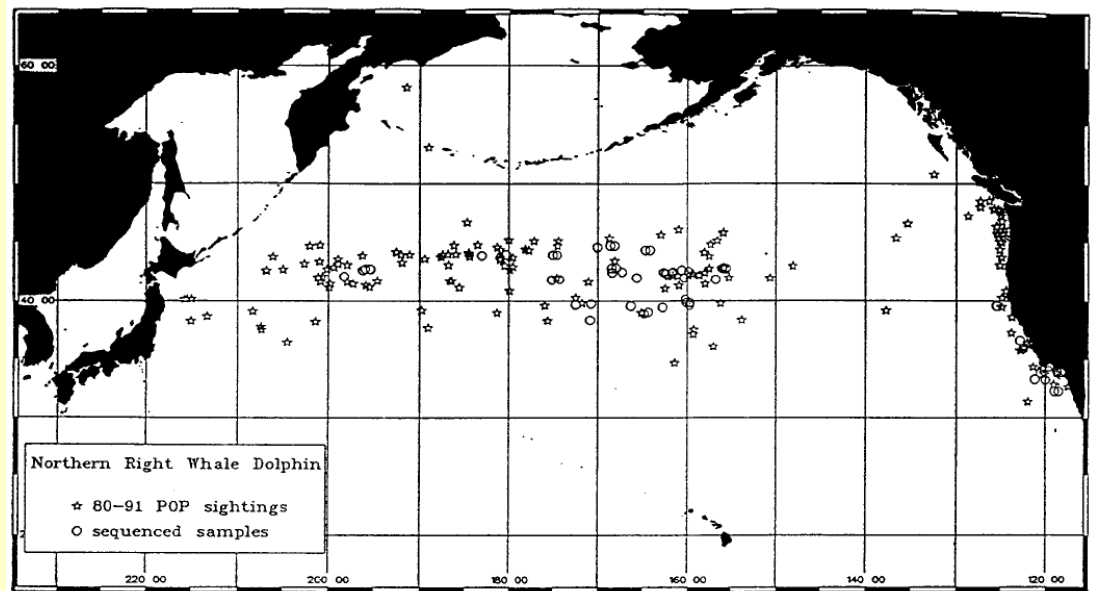 60 00
40 00
Northern Right Whale Dolphin
☆ 80-91 POP sightings
○ sequenced samples
2
220 00 200 00 180 00 160 00 140 00 120 00